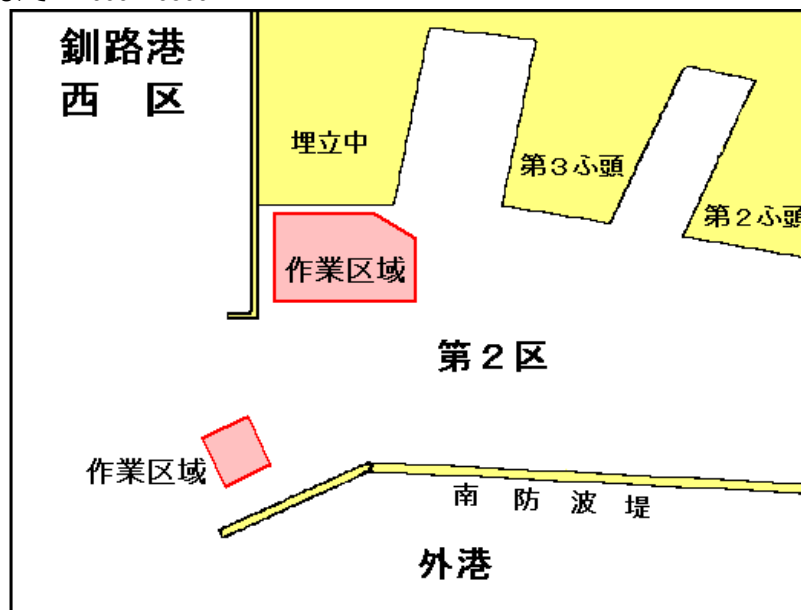 釧路港
西　区
埋立中
第３ふ頭
第２ふ頭
作業区域
第２区
作業区域
南防波堤
外港